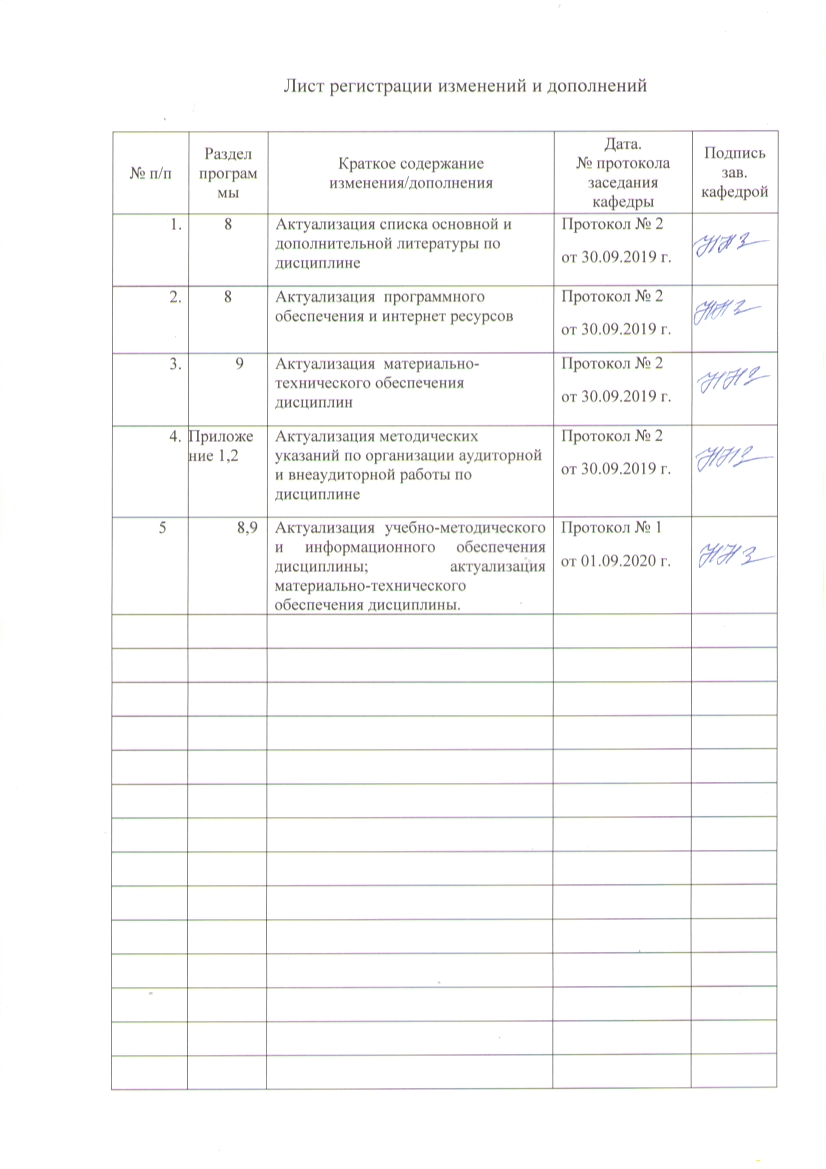 Лист регистрации изменений и дополнений
№ п/п
Раздел
програм
мы
Краткое содержание
изменения/дополнения
Дата.
№ протокола
заседания
кафедры
Подпись
зав.
кафедрой
1.
8
Актуализация списка основной и
дополнительной литературы по
дисциплине
Протокол № 2
от 30.09.2019 г.
2.
8
Актуализация программного
обеспечения и интернет ресурсов
Протокол № 2
от 30.09.2019 г.
3.
9
Актуализация материально-
технического обеспечения
дисциплин
Протокол № 2
от 30.09.2019 г.
4.
Приложе
ние 1,2
Актуализация методических
указаний по организации аудиторной
и внеаудиторной работы по
дисциплине
Протокол № 2
от 30.09.2019 г.
5
8,9
Актуализация учебно-методического
и информационного обеспечения
дисциплины; актуализация
материально-технического
обеспечения дисциплины.
Протокол № 1
от 01.09.2020 г.